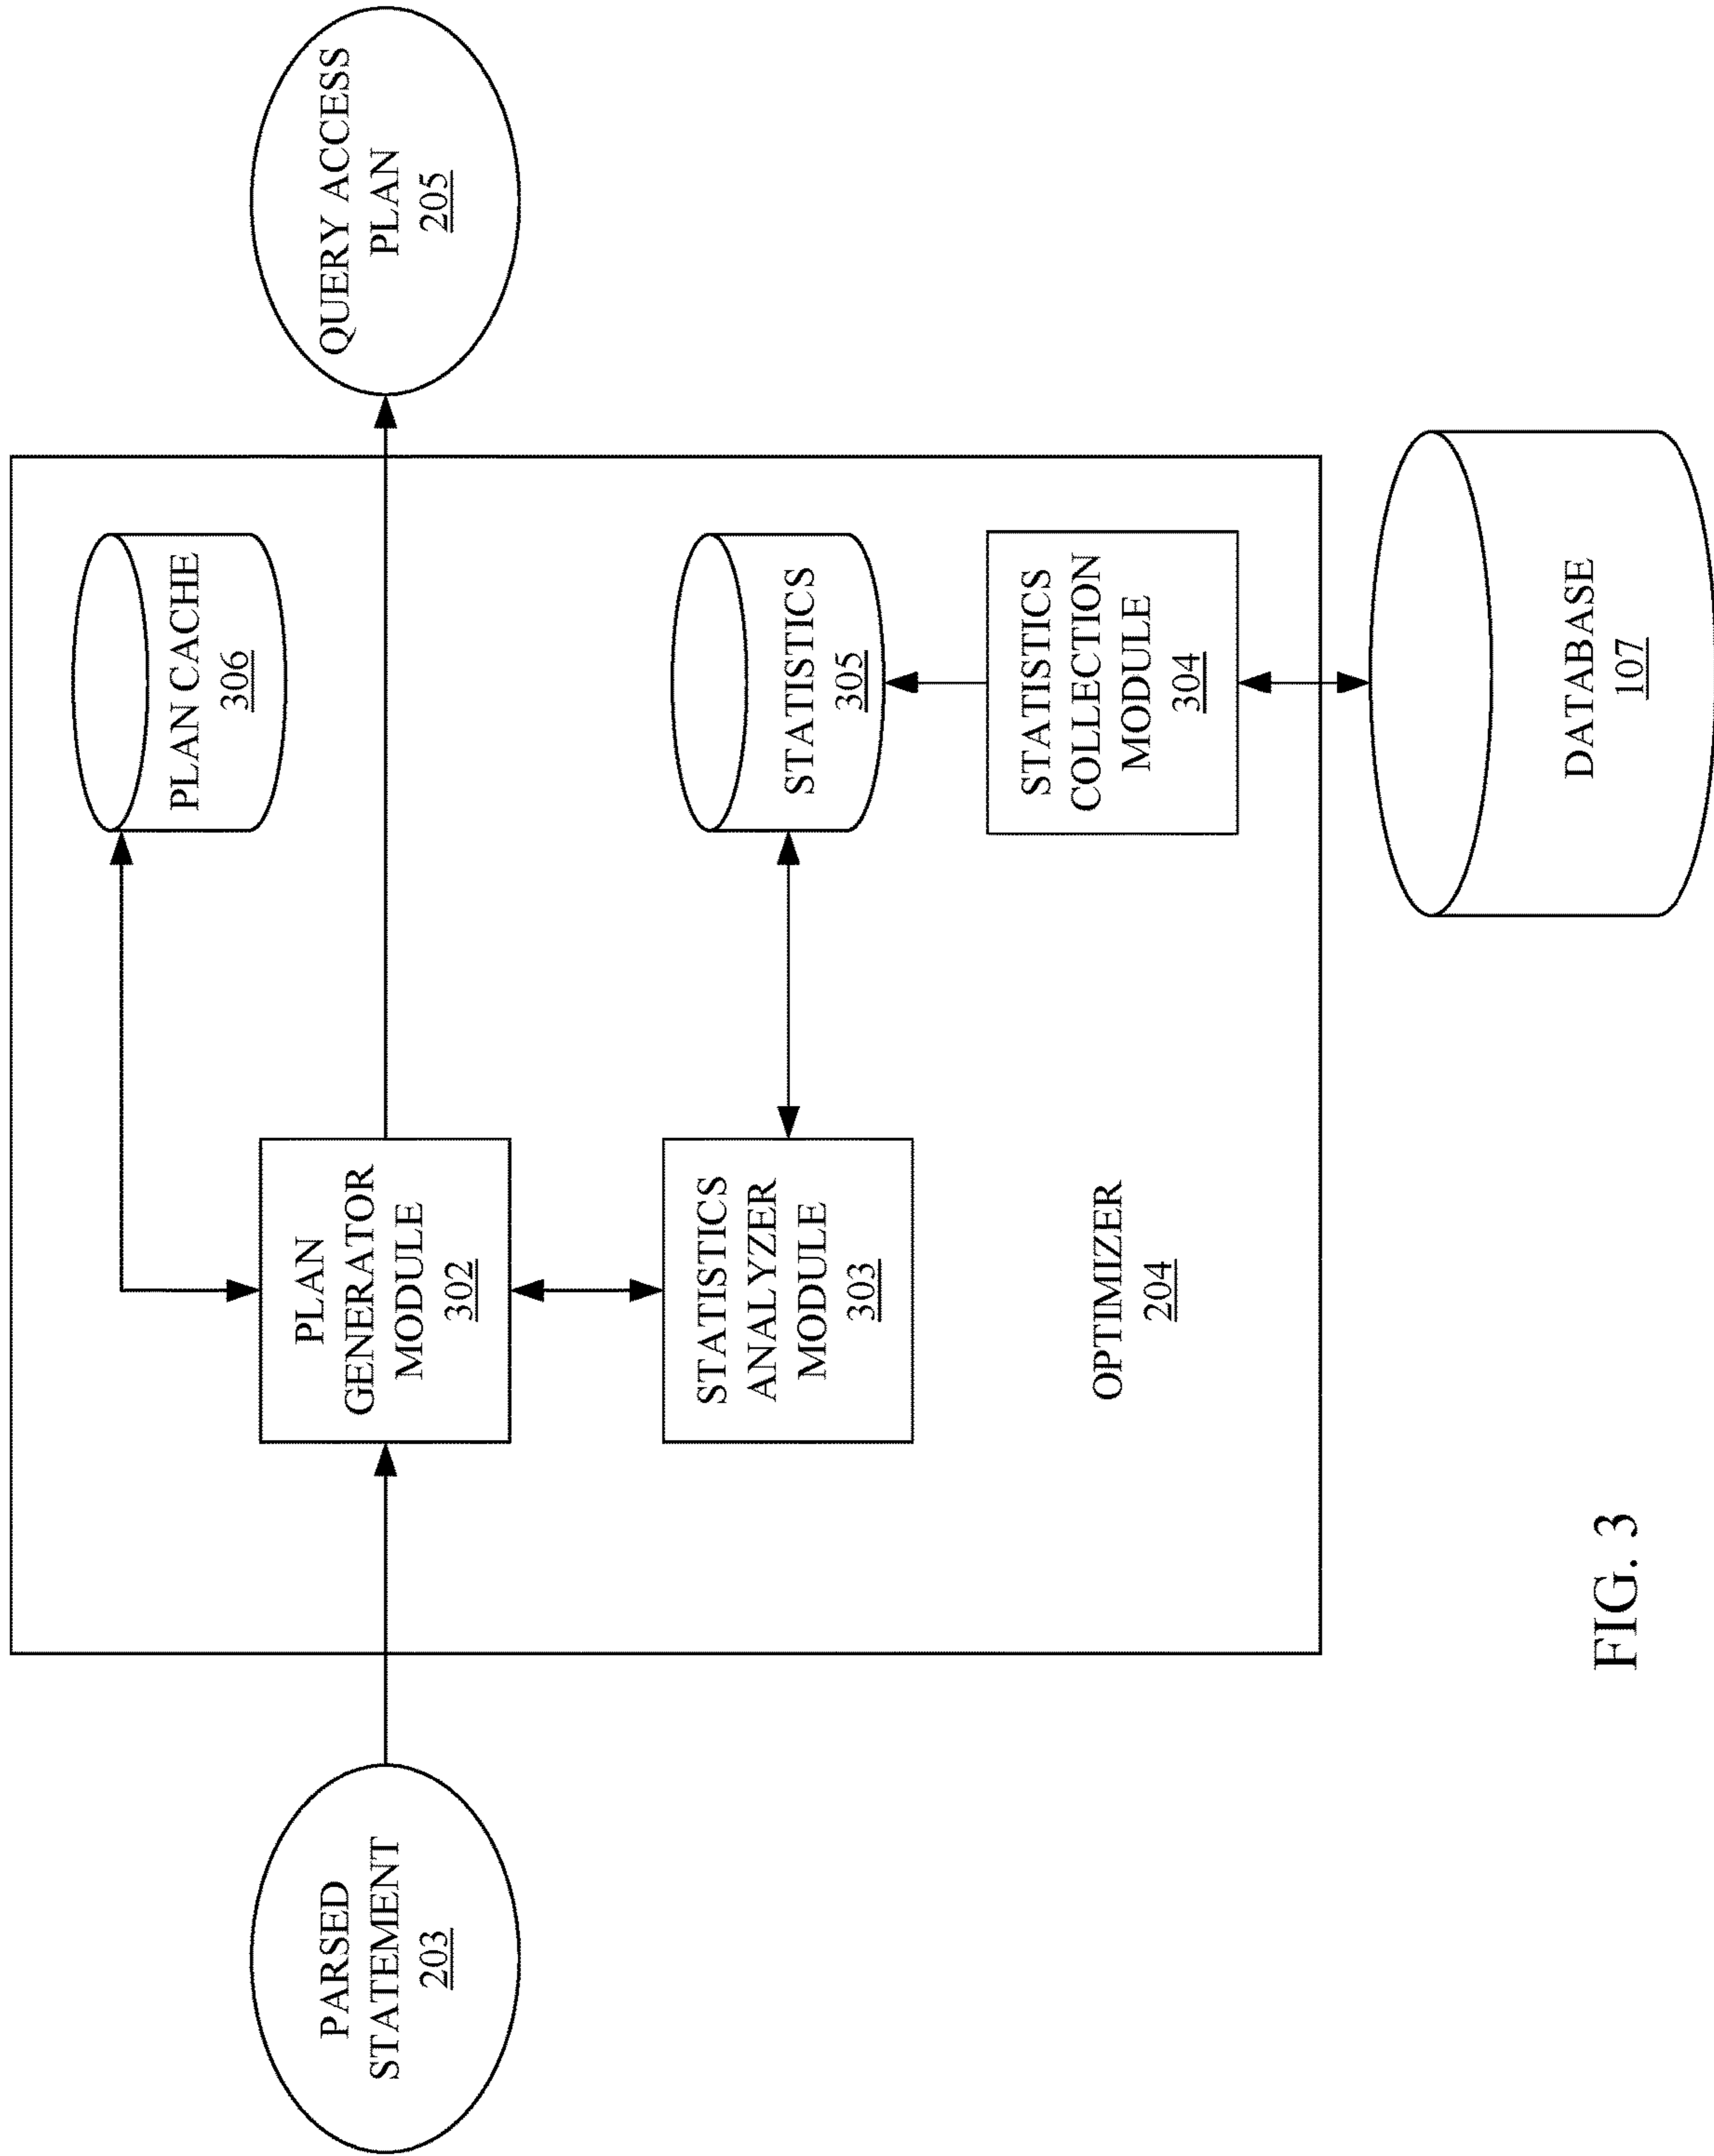 PARSED
STATEMENT
203
PLAN
GENERATOR
MODULE
302
PLAN CACHE
306
QUERY ACCESS
PLAN
205
STATISTICS
ANALYZER
MODULE
303
STATISTICS
305
STATISTICS
COLLECTION
MODULE
304
OPTIMIZER
204
DATABASE
107
FIG. 3